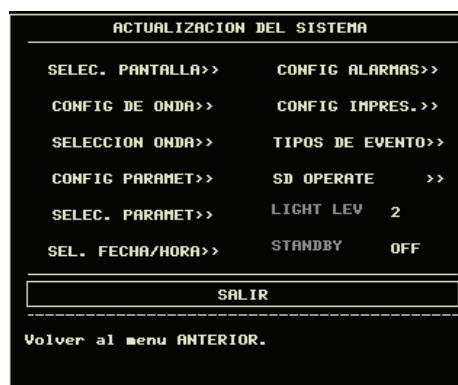 ACTUALIZACION DEL SISTEMA
SELEC. PANTALLA>> CONFIG ALARMAS>>
CONFIG DE ONDA>> CONFIG IMPRES.>>
SELECCION ONDA>> TIPOS DE EVENTO>>
CONFIG PARAMET>> SD OPERATE >>
SELEC. PARAMET>> LIGHT LEV 2
SEL. FECHA/HORA>> STANDBY OFF
SALIR
Volver al menu ANTERIOR.